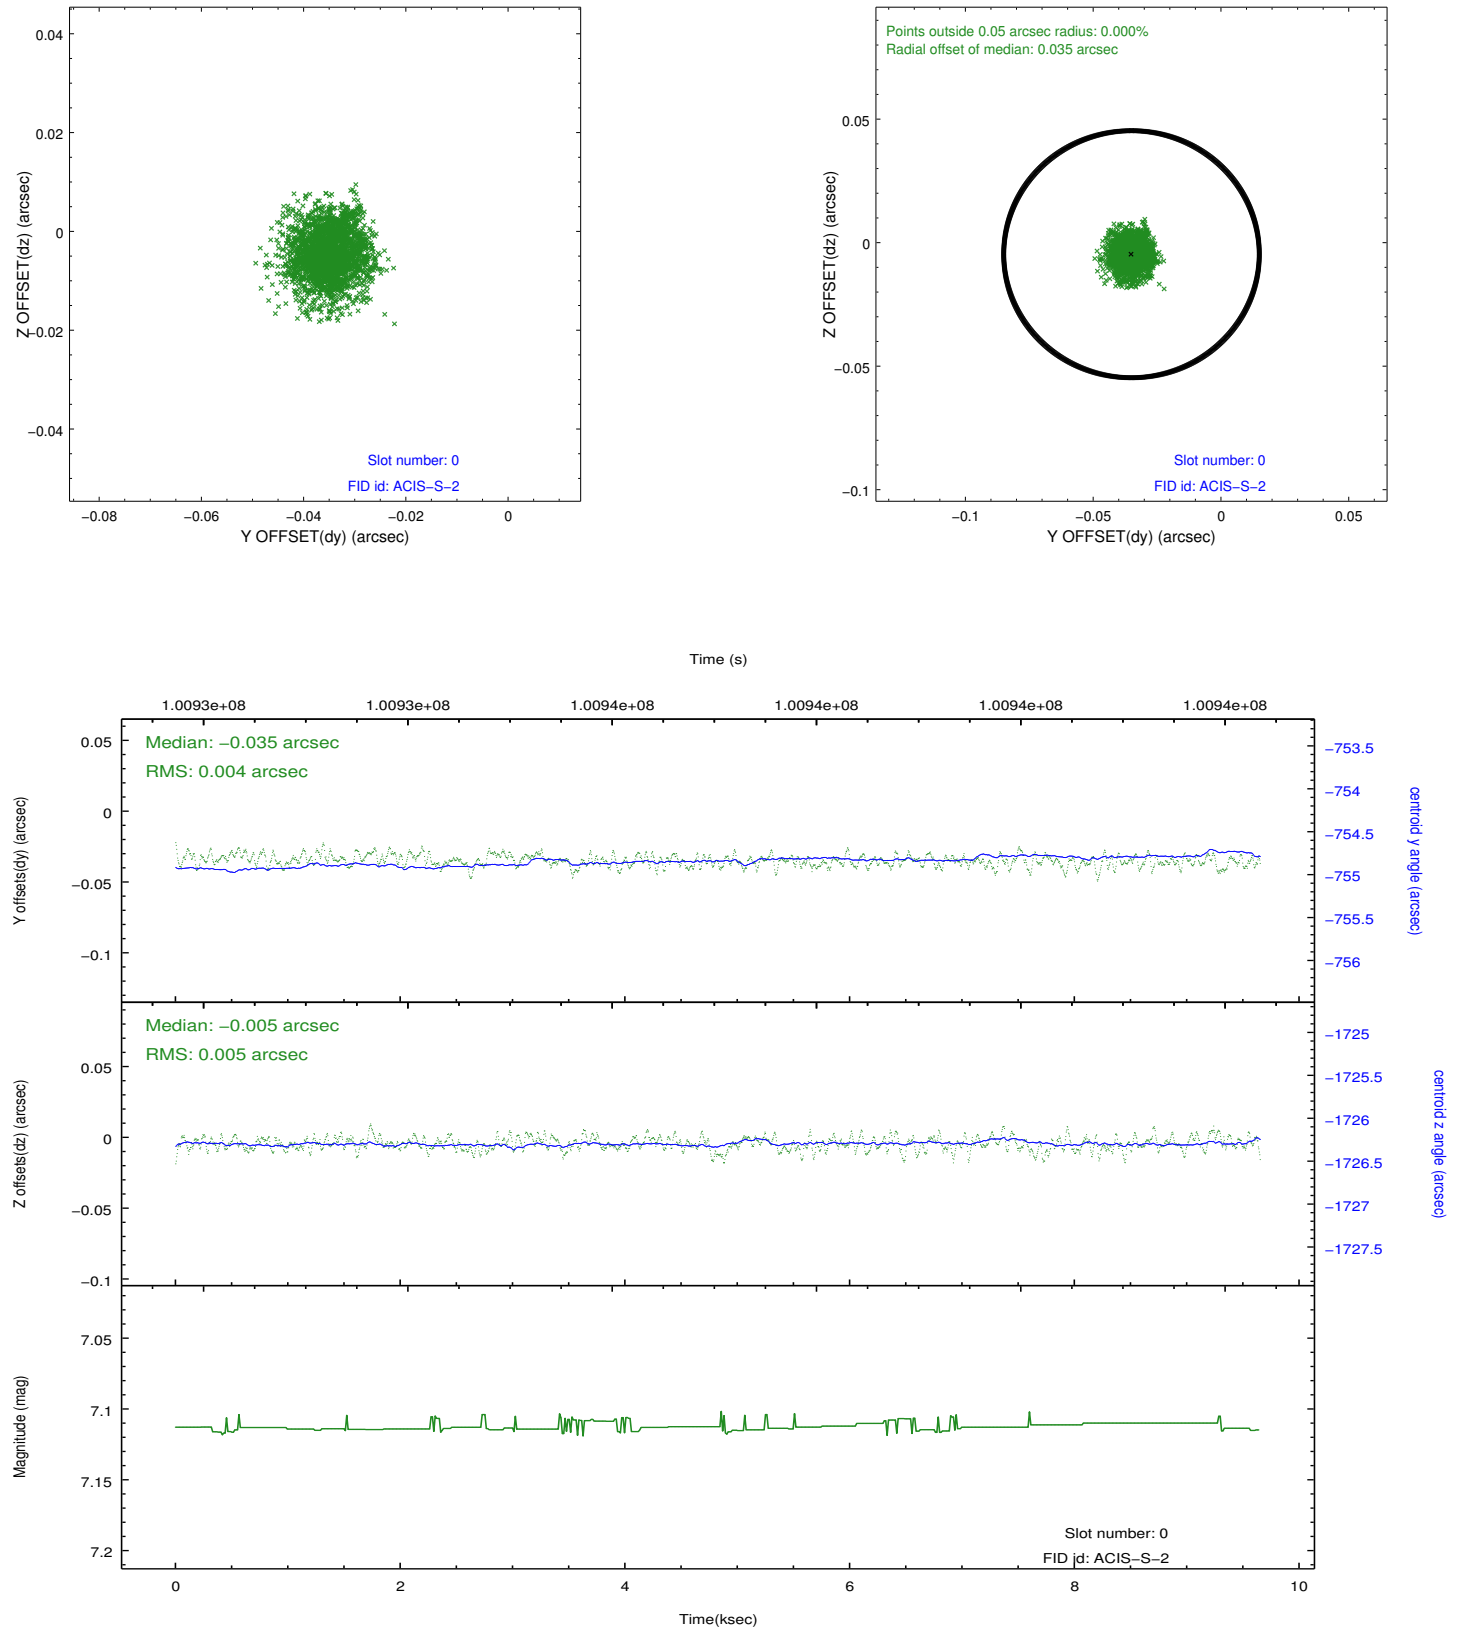 0.04
0.02
0
−0.02
−0.04
Z OFFSET(dz) (arcsec)
Slot number: 0
FID id: ACIS−S−2
−0.08
−0.06
−0.04
−0.02
0
Y OFFSET(dy) (arcsec)
Points outside 0.05 arcsec radius: 0.000%
Radial offset of median: 0.035 arcsec
0.05
0
−0.05
−0.1
Z OFFSET(dz) (arcsec)
Slot number: 0
FID id: ACIS−S−2
−0.1
−0.05
0
0.05
Y OFFSET(dy) (arcsec)
Time (s)
1.0093e+08
1.0093e+08
1.0094e+08
1.0094e+08
1.0094e+08
1.0094e+08
Median: −0.035 arcsec
RMS: 0.004 arcsec
0.05
0
−0.05
−0.1
Y offsets(dy) (arcsec)
−753.5
−754
−754.5
−755
−755.5
−756
centroid y angle (arcsec)
Median: −0.005 arcsec
RMS: 0.005 arcsec
0.05
0
−0.05
−0.1
Z offsets(dz) (arcsec)
−1725
−1725.5
−1726
−1726.5
−1727
−1727.5
centroid z angle (arcsec)
7.05
7.1
7.15
7.2
Magnitude (mag)
Slot number: 0
FID id: ACIS−S−2
0
2
4
6
8
10
Time(ksec)